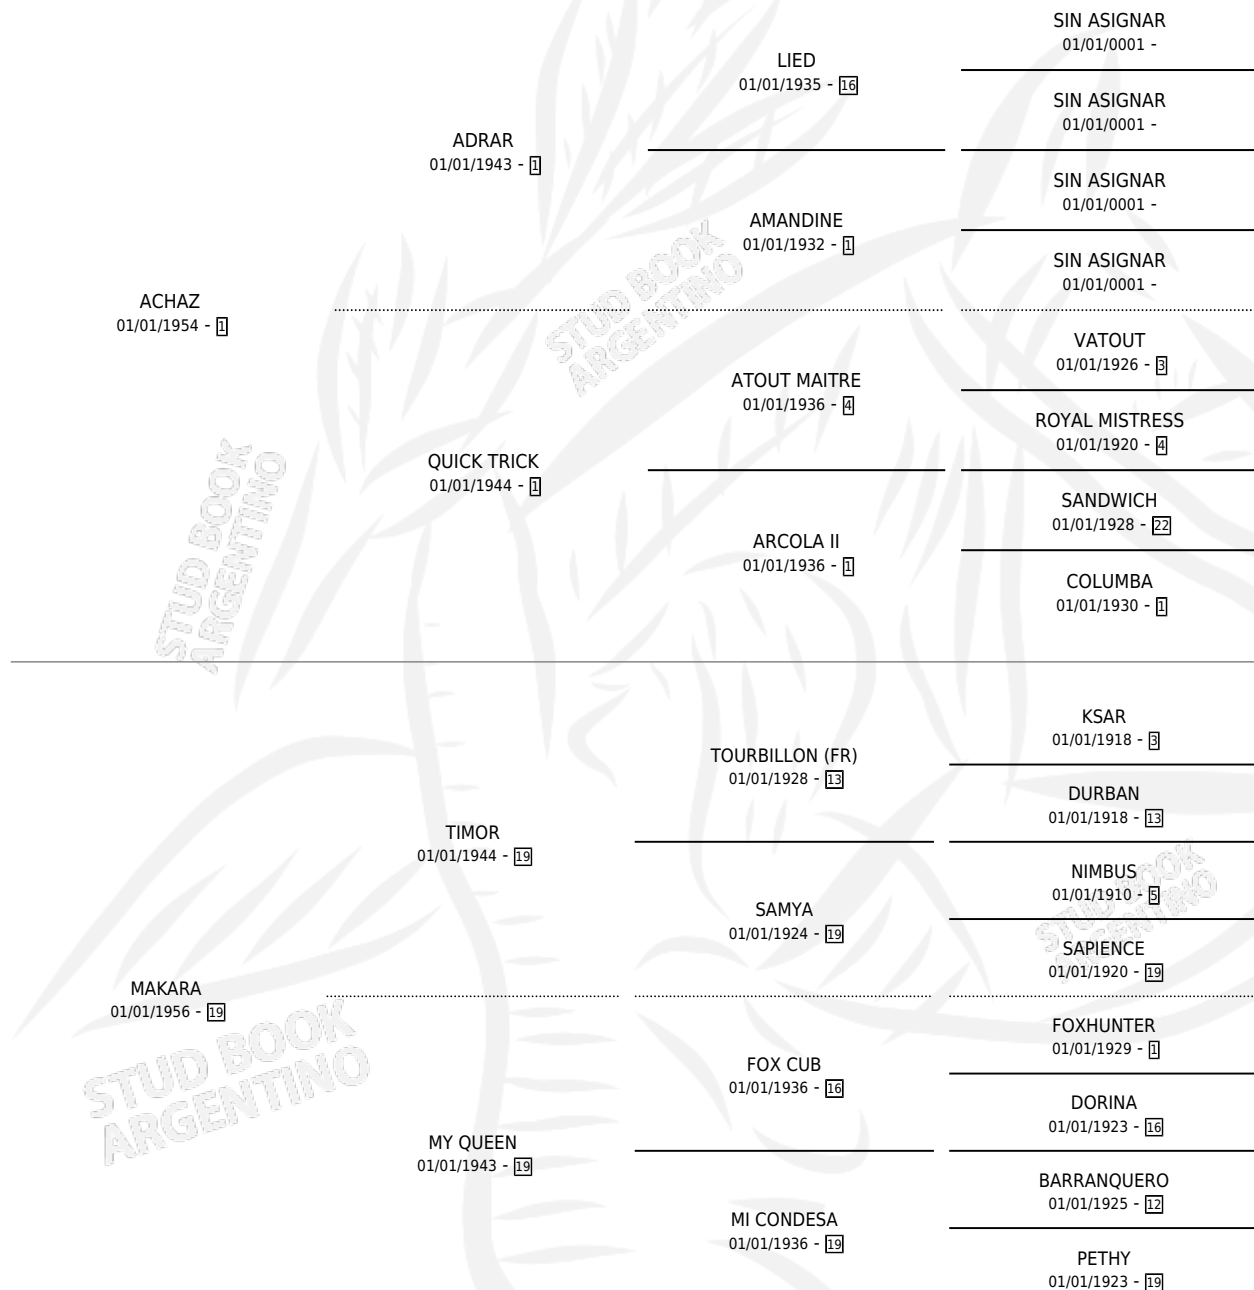 SIN ASIGNAR
01/01/0001 -
LIED
01/01/1935 - 16
SIN ASIGNAR
01/01/0001 -
ADRAR
01/01/1943 - 1
SIN ASIGNAR
01/01/0001 -
AMANDINE
01/01/1932 - 1
SIN ASIGNAR
01/01/0001 -
STUD BOOK
ARGENTINO
ACHAZ
01/01/1954 - 1
VATOUT
01/01/1926 - 3
ATOUT MAITRE
01/01/1936 - 4
ROYAL MISTRESS
01/01/1920 - 4
QUICK TRICK
01/01/1944 - 1
SANDWICH
01/01/1928 - 22
ARCOLA II
01/01/1936 - 1
COLUMBA
01/01/1930 - 1
STUD BOOK
ARGENTINO
KSAR
01/01/1918 - 3
TOURBILLON (FR)
01/01/1928 - 13
DURBAN
01/01/1918 - 13
TIMOR
01/01/1944 - 19
NIMBUS
01/01/1910 - 5
SAMYA
01/01/1924 - 19
SAPIENCE
01/01/1920 - 19
STUD BOOK
ARGENTINO
MAKARA
01/01/1956 - 19
FOXHUNTER
01/01/1929 - 1
FOX CUB
01/01/1936 - 16
DORINA
01/01/1923 - 16
STUD BOOK
ARGENTINO
MY QUEEN
01/01/1943 - 19
BARRANQUERO
01/01/1925 - 12
MI CONDESA
01/01/1936 - 19
PETHY
01/01/1923 - 19